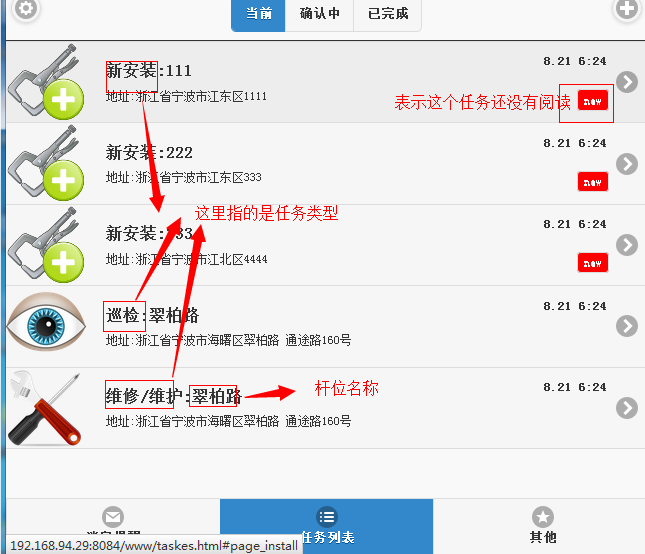 当前 确认中 已完成
新安装:111
8.21 6:24
地址:浙江省宁波市江东区1111
表示这个任务还没有阅读
new
新安装:222
8.21 6:24
地址:浙江省宁波市江东区333
new
这里指的是任务类型
新安装:333
8.21 6:24
地址:浙江省宁波市江北区4444
new
巡检:翠柏路
8.21 6:24
地址:浙江省宁波市海曙区翠柏路 通途路160号
维修/维护:翠柏路
8.21 6:24
杆位名称
地址:浙江省宁波市海曙区翠柏路 通途路160号
任务列表
其他
192.168.94.29:8084/www/taskes.html#page_install